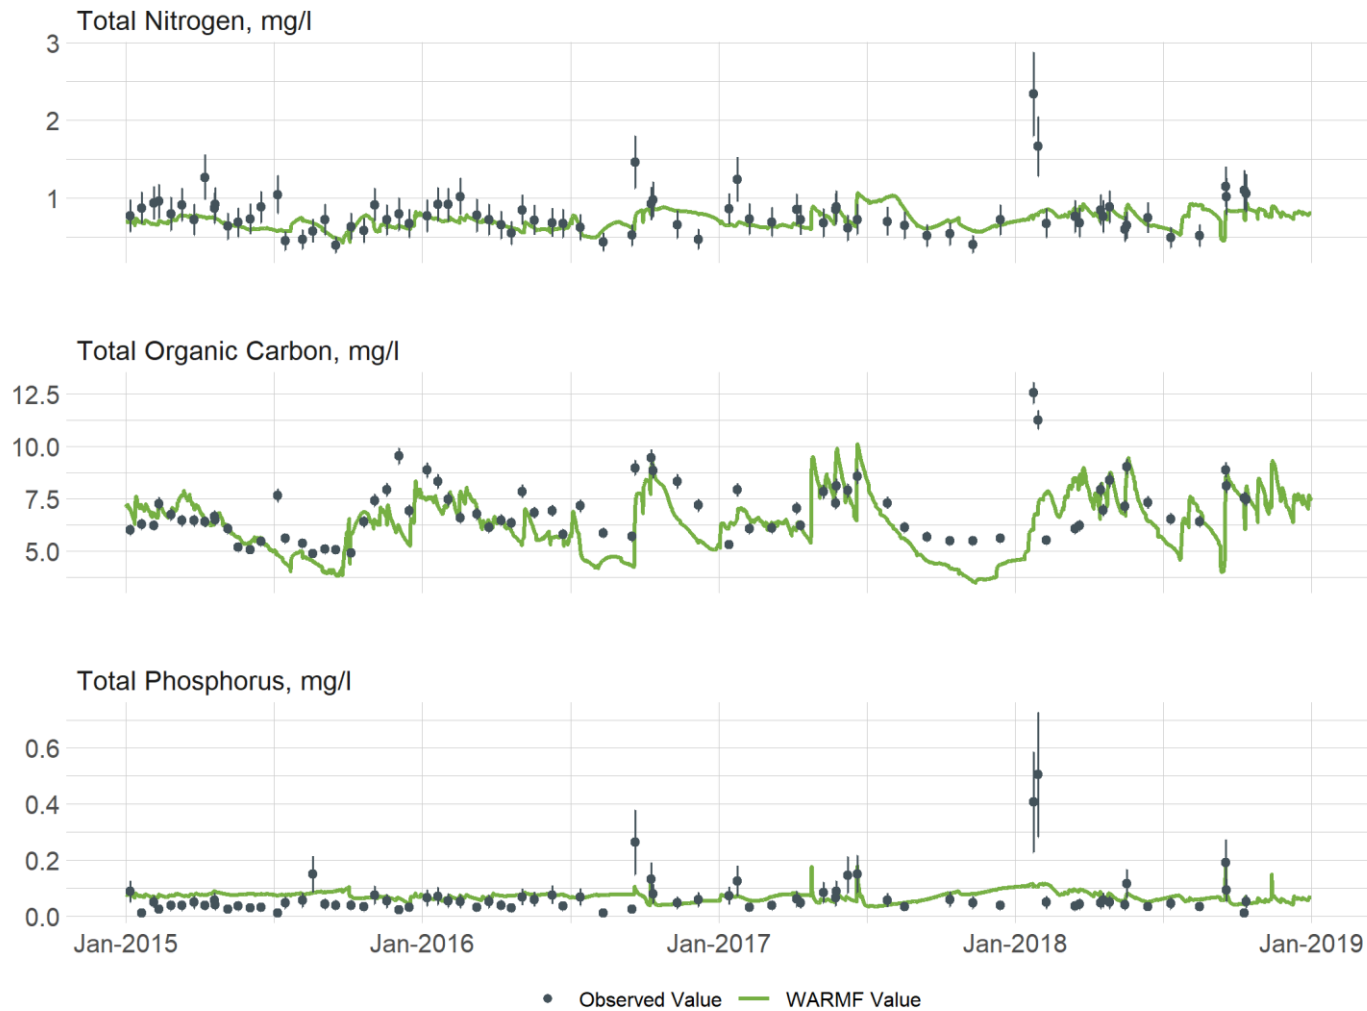 Total Nitrogen, mg/l
3
2
1
Total Organic Carbon, mg/l
12.5
10.0
7.5
5.0
Total Phosphorus, mg/l
0.6
0.4
0.2
0.0
Jan-2015 Jan-2016 Jan-2017 Jan-2018 Jan-2019
Observed Value WARMF Value